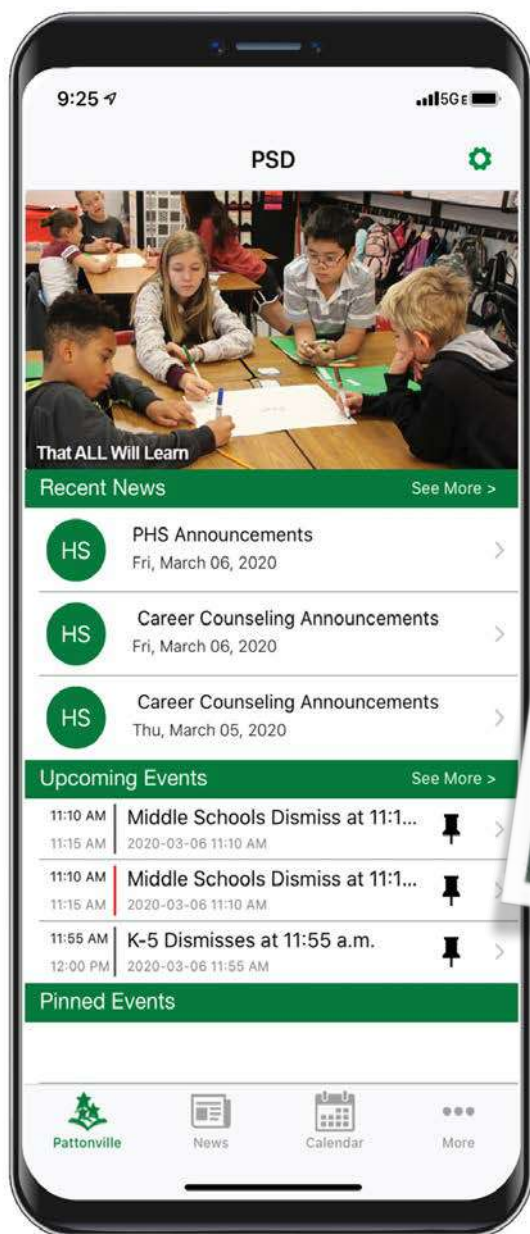 9:25
5GE
PSD
That ALL Will Learn
Recent News
See More >
HS
PHS Announcements
Fri, March 06, 2020
HS
Career Counseling Announcements
Fri, March 06, 2020
HS
Career Counseling Announcements
Thu, March 05, 2020
Upcoming Events
See More >
11:10 AM
Middle Schools Dismiss at 11:1...
11:15 AM
2020-03-06 11:10 AM
11:10 AM
Middle Schools Dismiss at 11:1...
11:15 AM
2020-03-06 11:10 AM
11:55 AM
K-5 Dismisses at 11:55 a.m.
12:00 PM
2020-03-06 11:55 AM
Pinned Events
Pattonville
News
Calendar
More